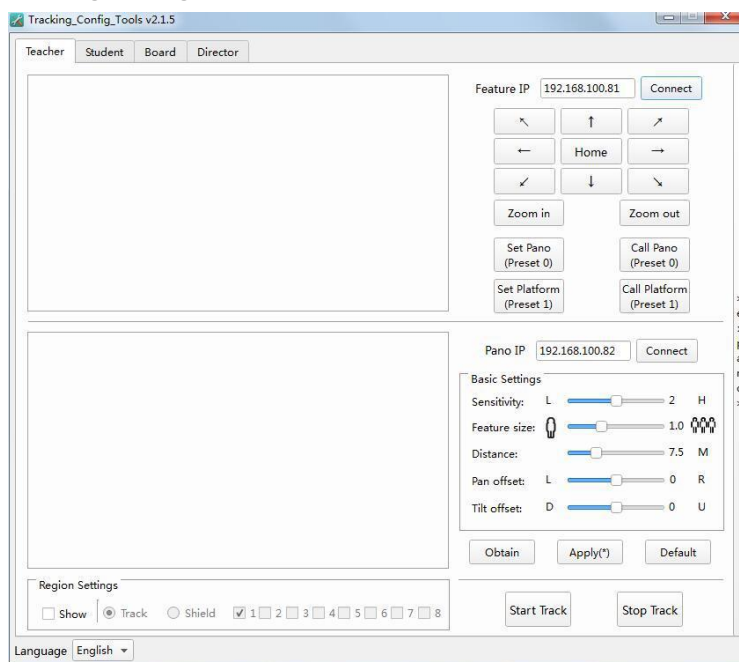 Tracking_Config_Tools v2.1.5
Teacher Student Board Director
Feature IP 192.168.100.81 Connect
↖ ↑ ↗
← Home →
↙ ↓ ↘
Zoom in Zoom out
Set Pano (Preset 0) Call Pano (Preset 0)
Set Platform (Preset 1) Call Platform (Preset 1)
Pano IP 192.168.100.82 Connect
Basic Settings
Sensitivity: L 2 H
Feature size: 1.0
Distance: 7.5 M
Pan offset: L 0 R
Tilt offset: D 0 U
Obtain Apply(*) Default
Region Settings
Show Track Shield 1 2 3 4 5 6 7 8
Start Track Stop Track
Language English